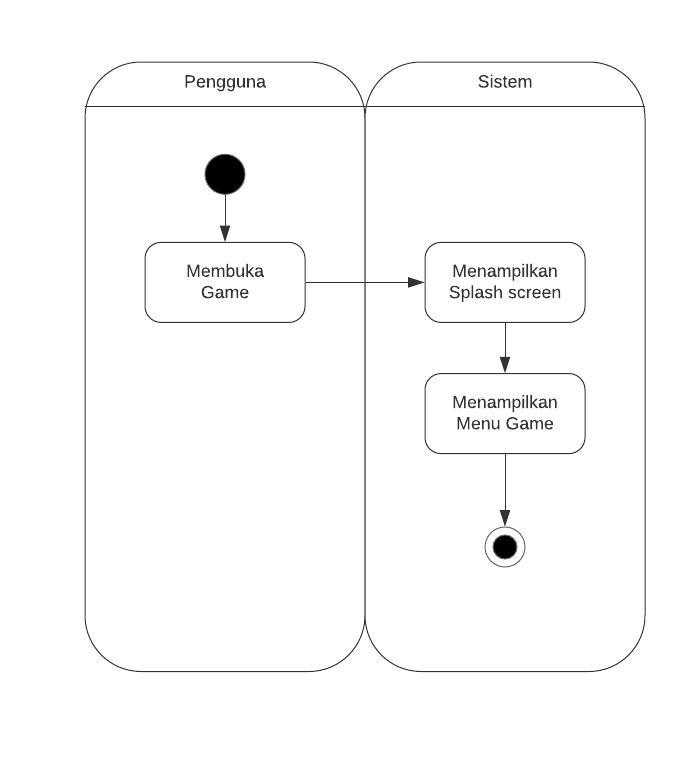 Pengguna
Sistem
Membuka
Game
Menampilkan
Splash screen
Menampilkan
Menu Game